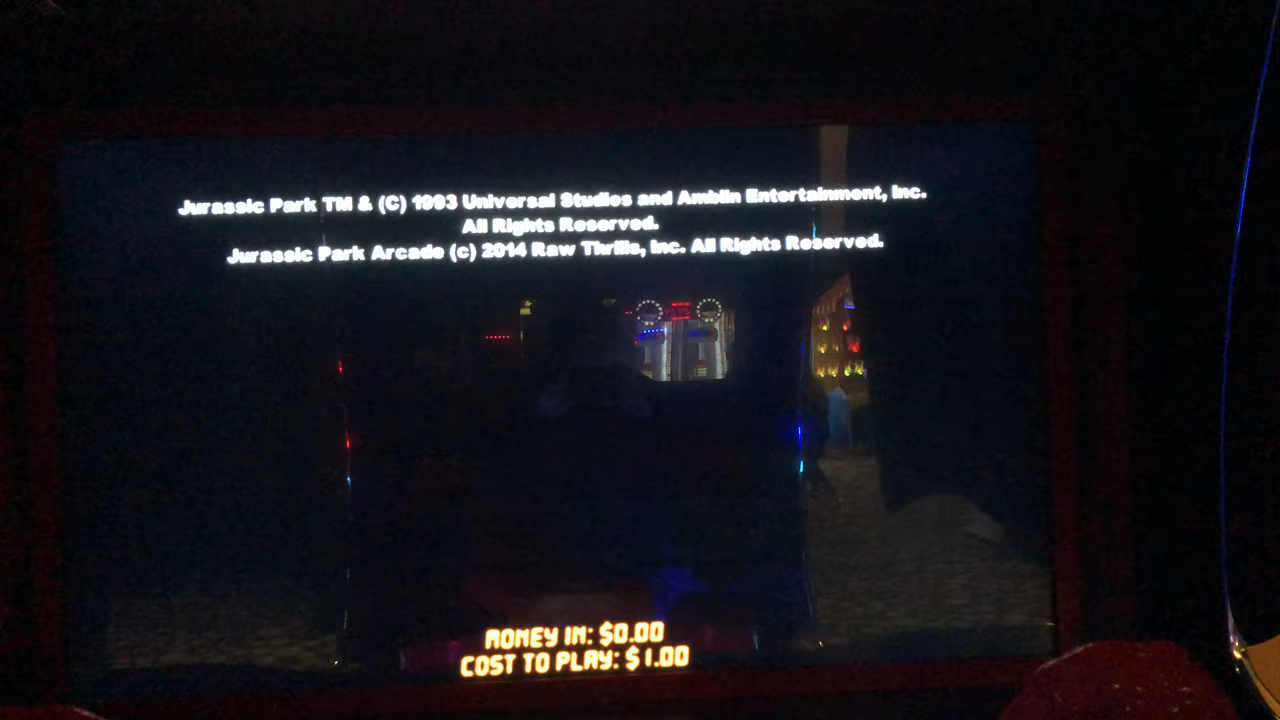 Jurassic Park TM & (C) 1993 Universal Studios and Amblin Entertainment, Inc.
All Rights Reserved.
Jurassic Park Arcade (c) 2014 Raw Thrills, Inc. All Rights Reserved.
MONEY IN: $0.00
COST TO PLAY: $1.00